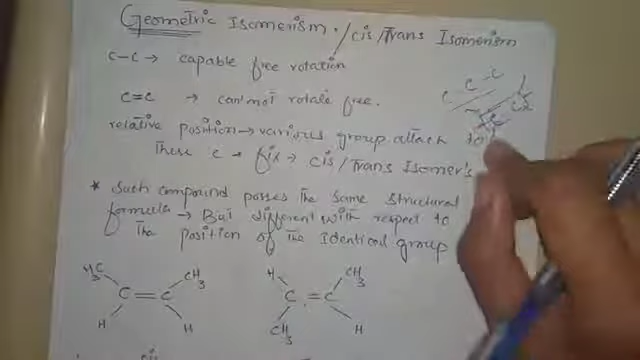 Geometric Isomerism / cis/Trans Isomerism
C-C → capable free rotation
C=C → cannot rotate free.
relative position → various group attach to
These c → fix → cis/Trans Isomer's
* Such compound posses the same structural
formula → But different with respect to
the position of the identical group
H3C CH3 H CH3
C=C C=C
H H CH3 H